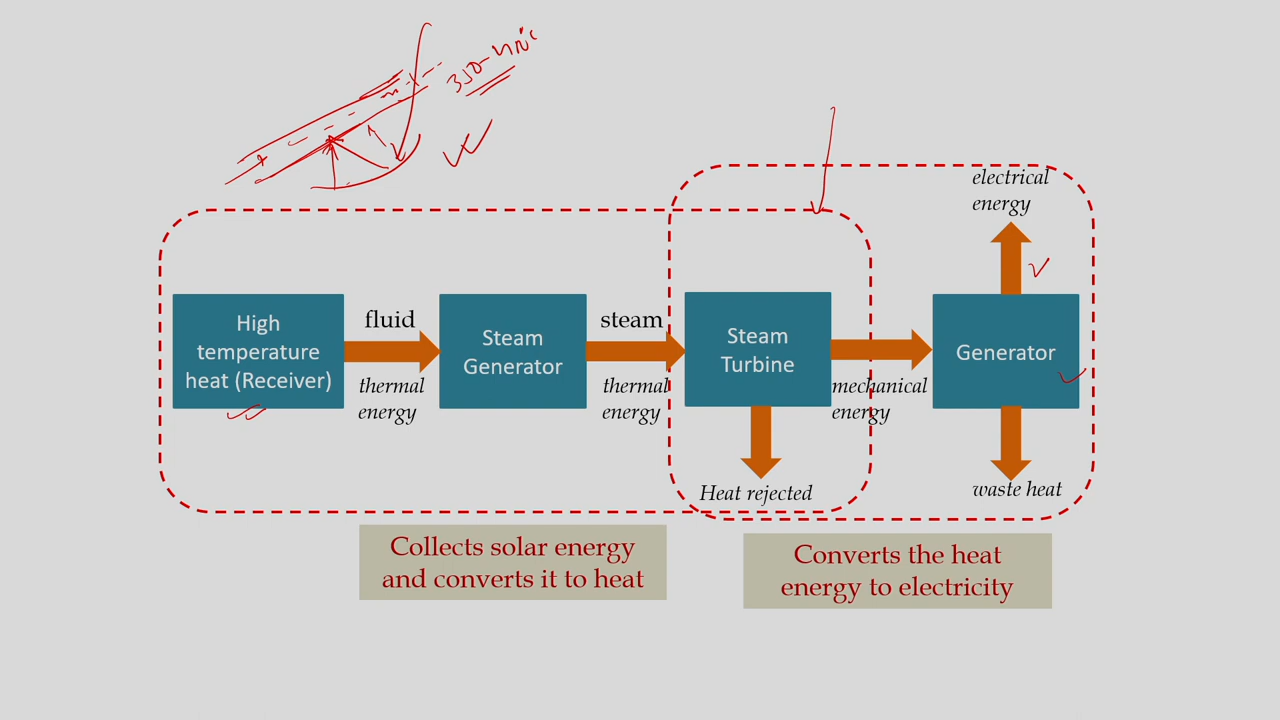 electrical
energy
High
temperature
heat (Receiver)
fluid
thermal
energy
Steam
Generator
steam
thermal
energy
Steam
Turbine
mechanical
energy
Generator
Heat rejected
waste heat
Collects solar energy
and converts it to heat
Converts the heat
energy to electricity